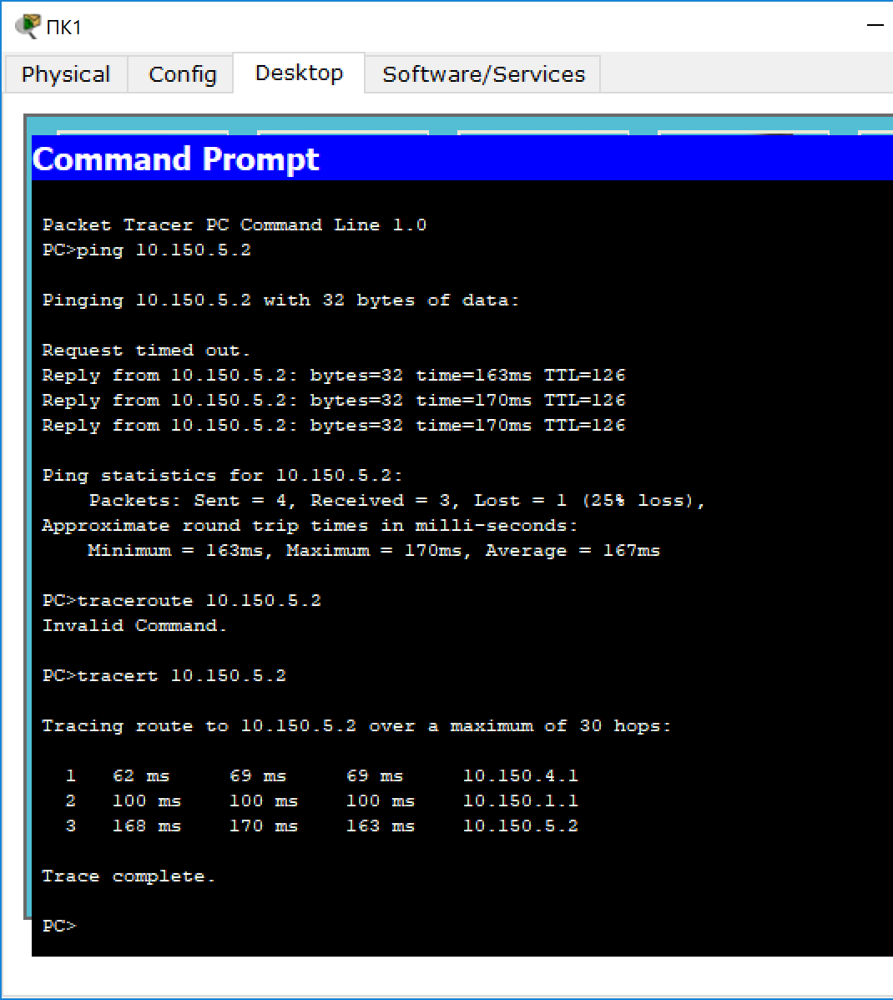 ПК1
Physical Config Desktop Software/Services
Command Prompt
Packet Tracer PC Command Line 1.0
PC>ping 10.150.5.2
Pinging 10.150.5.2 with 32 bytes of data:
Request timed out.
Reply from 10.150.5.2: bytes=32 time=163ms TTL=126
Reply from 10.150.5.2: bytes=32 time=170ms TTL=126
Reply from 10.150.5.2: bytes=32 time=170ms TTL=126
Ping statistics for 10.150.5.2:
    Packets: Sent = 4, Received = 3, Lost = 1 (25% loss),
Approximate round trip times in milli-seconds:
    Minimum = 163ms, Maximum = 170ms, Average = 167ms
PC>traceroute 10.150.5.2
Invalid Command.
PC>tracert 10.150.5.2
Tracing route to 10.150.5.2 over a maximum of 30 hops:
  1   62 ms     69 ms     69 ms     10.150.4.1
  2   100 ms    100 ms    100 ms    10.150.1.1
  3   168 ms    170 ms    163 ms    10.150.5.2
Trace complete.
PC>